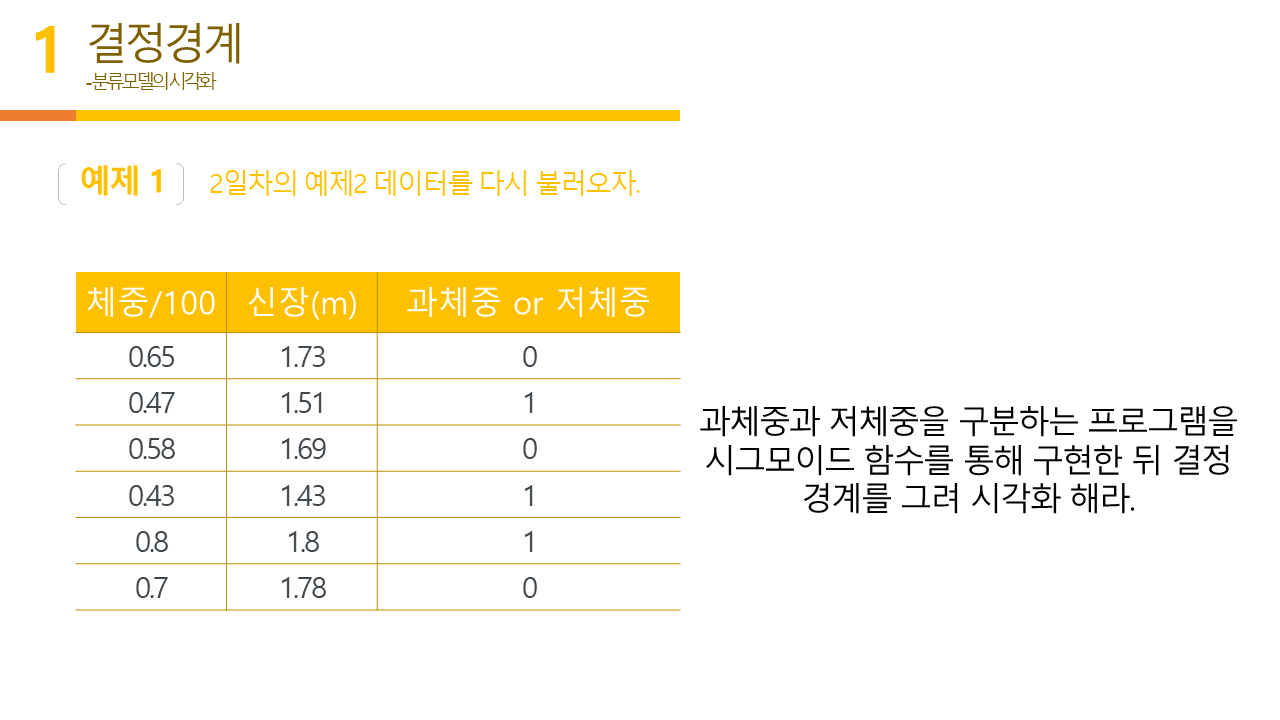 1 결정경계
-분류모델의시각화
예제 1 2일차의 예제2 데이터를 다시 불러오자.
체중/100 신장(m) 과체중 or 저체중
0.65 1.73 0
0.47 1.51 1
0.58 1.69 0
0.43 1.43 1
0.8 1.8 1
0.7 1.78 0
과체중과 저체중을 구분하는 프로그램을
시그모이드 함수를 통해 구현한 뒤 결정
경계를 그려 시각화 해라.